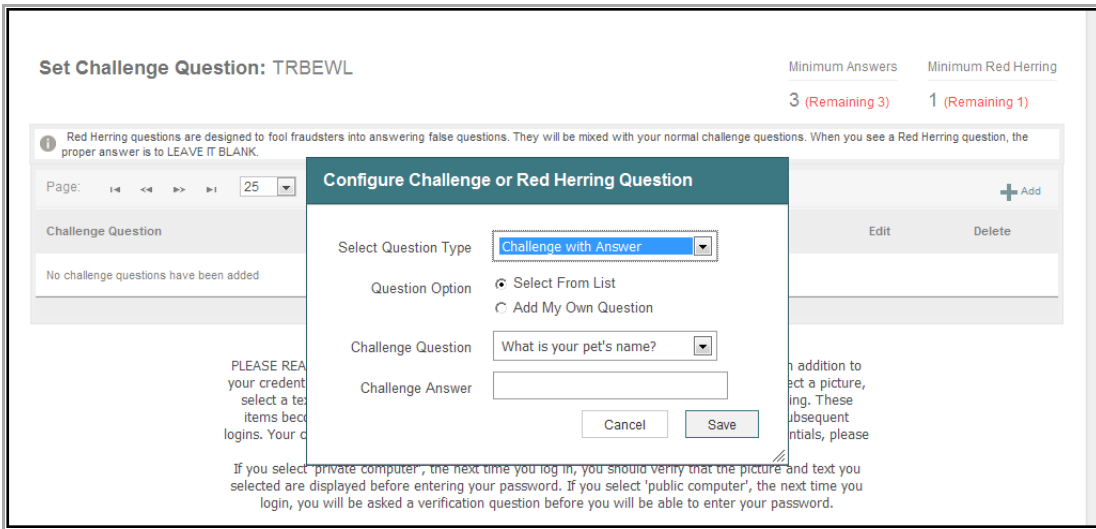 Set Challenge Question: TRBEWL
Minimum Answers
Minimum Red Herring
3 (Remaining 3)
1 (Remaining 1)
Red Herring questions are designed to fool fraudsters into answering false questions. They will be mixed with your normal challenge questions. When you see a Red Herring question, the
proper answer is to LEAVE IT BLANK.
Page:
25
Add
Challenge Question
Edit
Delete
No challenge questions have been added
Configure Challenge or Red Herring Question
Select Question Type
Challenge with Answer
Question Option
Select From List
Add My Own Question
Challenge Question
What is your pet's name?
Challenge Answer
Cancel
Save
PLEASE
addition to
your
a picture,
select a
These
items
subsequent
logins. Your
please
If you select 'private computer', the next time you log in, you should verify that the picture and text you
selected are displayed before entering your password. If you select 'public computer', the next time you
login, you will be asked a verification question before you will be able to enter your password.